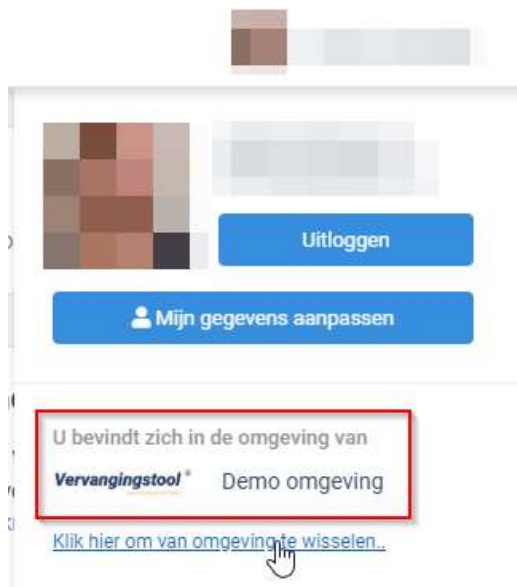 Uitloggen
Mijn gegevens aanpassen
U bevindt zich in de omgeving van
Vervangingstool® Demo omgeving
Klik hier om van omgeving te wisselen..